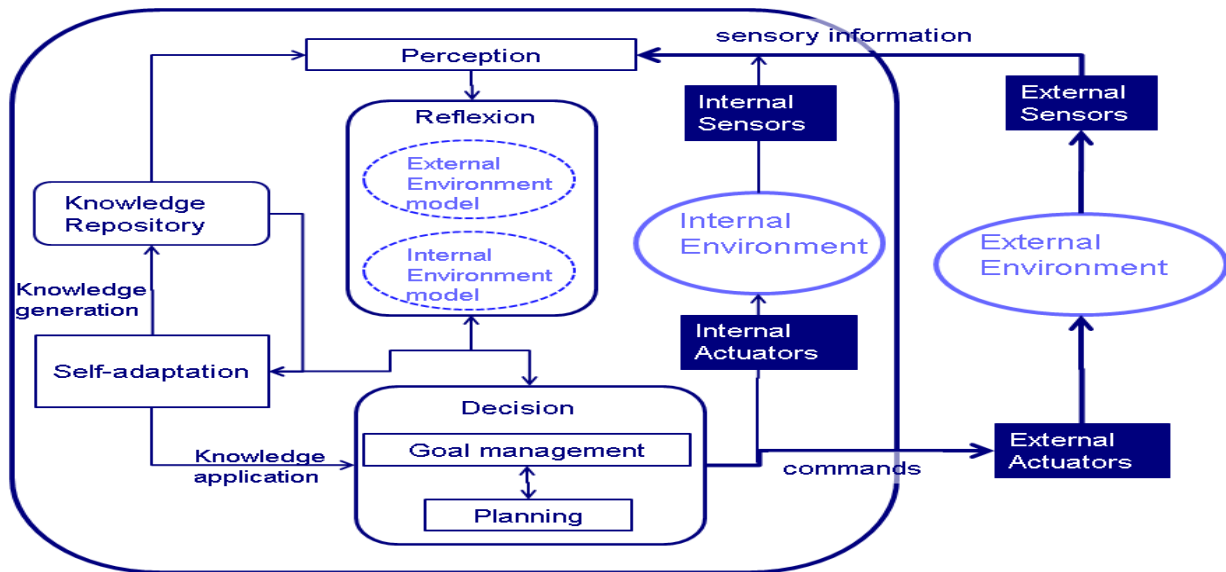 sensory information
Perception
Internal
Sensors
External
Sensors
Reflexion
External
Environment
model
Knowledge
Repository
Internal
Environment
External
Environment
Internal
Environment
model
Knowledge
generation
Internal
Actuators
Self-adaptation
Decision
Goal management
Knowledge
application
commands
External
Actuators
Planning